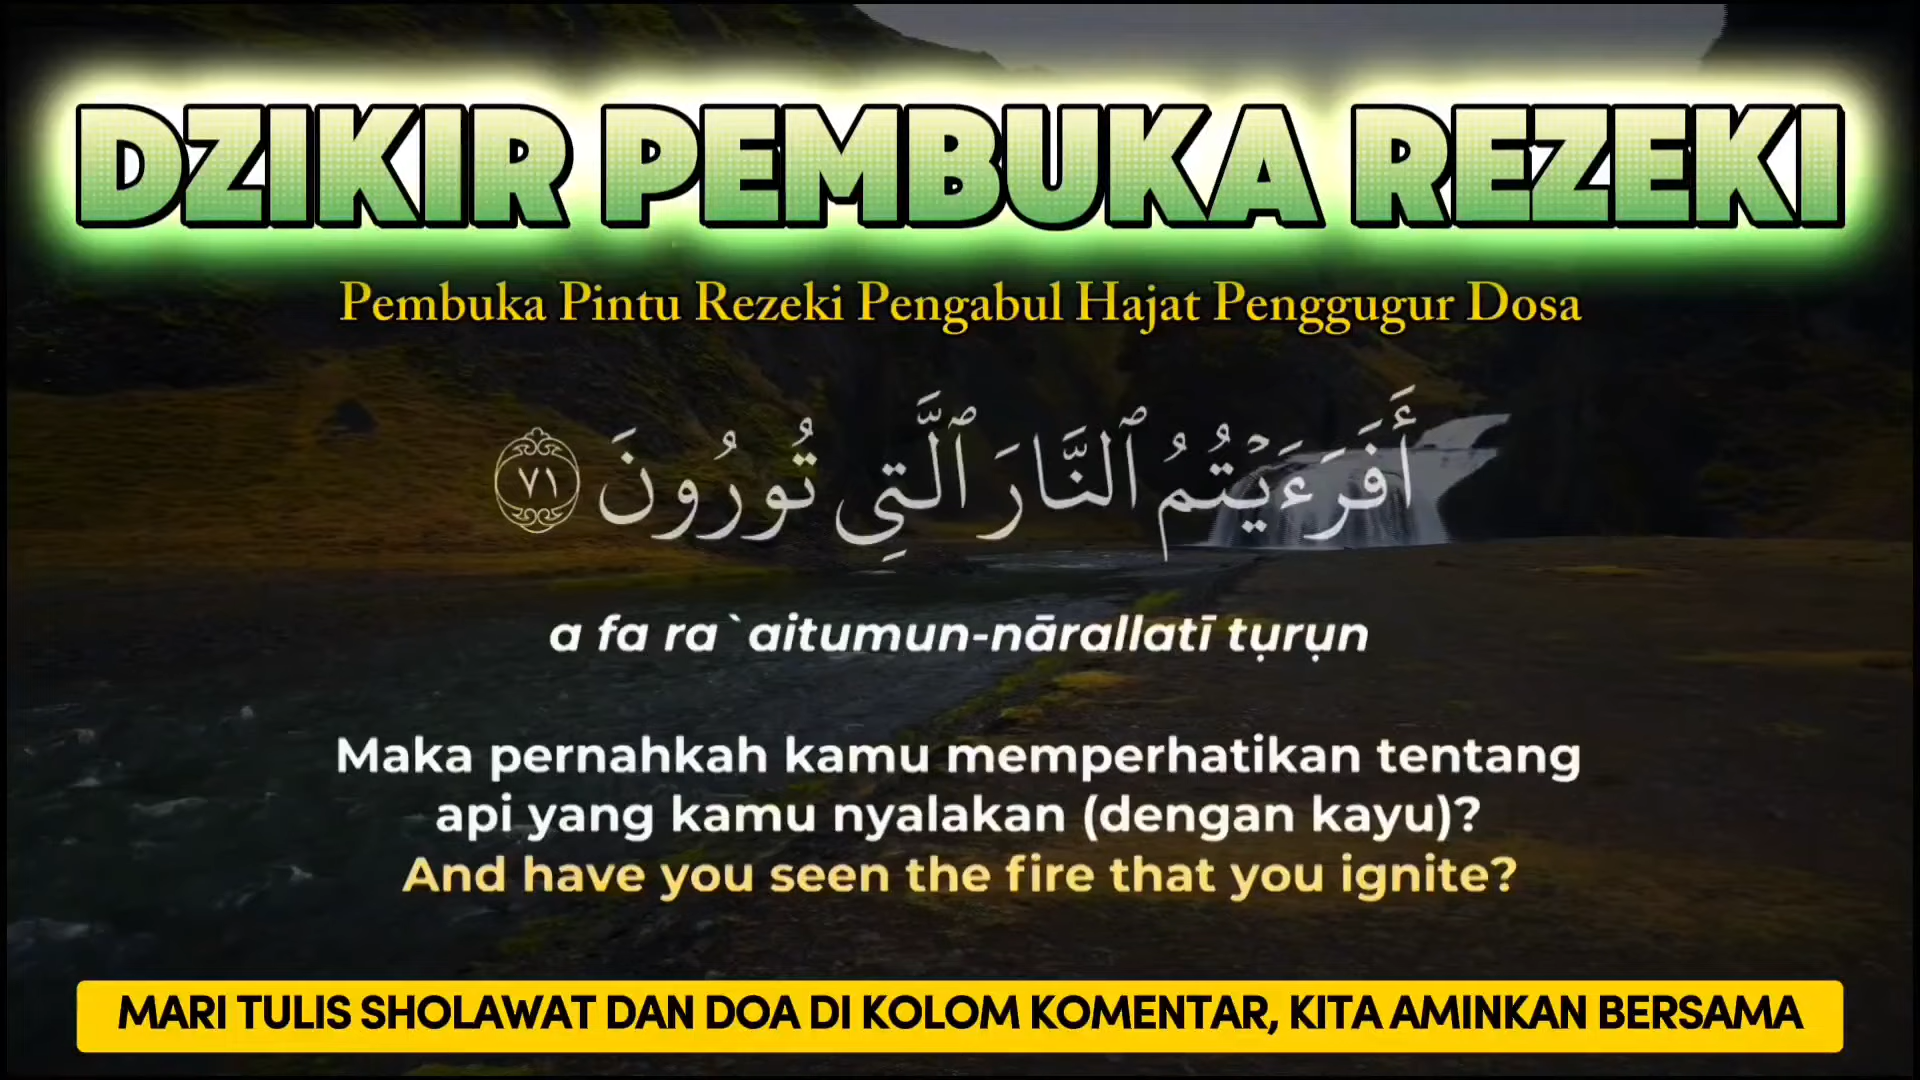 DZIKIR PEMBUKA REZEKI
Pembuka Pintu Rezeki Pengabul Hajat Penggugur Dosa
أَفَرَءَيْتُمُ ٱلنَّارَ ٱلَّتِي تُورُونَ ٧١
a fa ra`aitumun-nārallatī tụrụn
Maka pernahkah kamu memperhatikan tentang
api yang kamu nyalakan (dengan kayu)?
And have you seen the fire that you ignite?
MARI TULIS SHOLAWAT DAN DOA DI KOLOM KOMENTAR, KITA AMINKAN BERSAMA